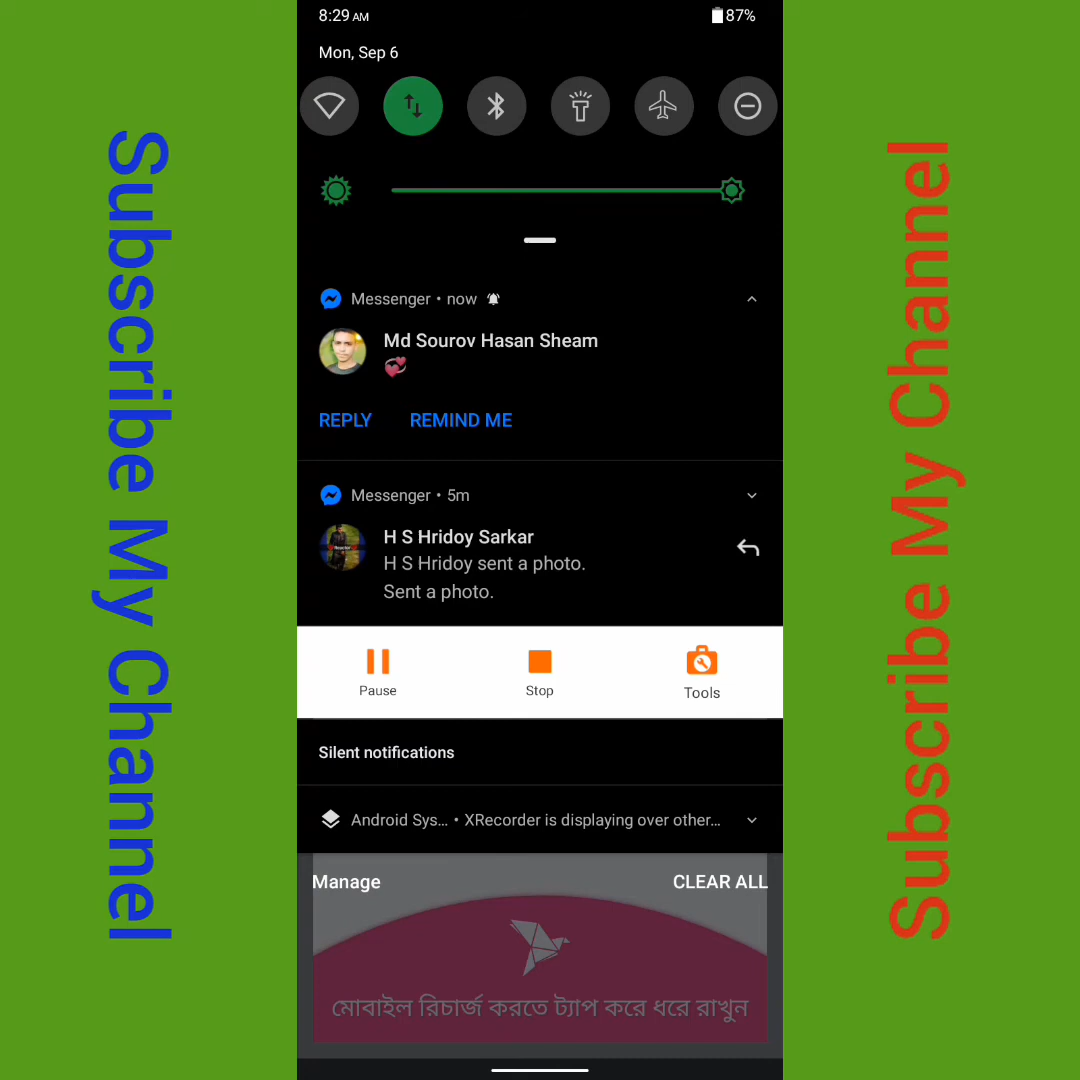 8:29 AM
87%
Mon, Sep 6
Messenger • now
Md Sourov Hasan Sheam
💞
REPLY
REMIND ME
Messenger • 5m
H S Hridoy Sarkar
H S Hridoy sent a photo.
Sent a photo.
Pause
Stop
Tools
Silent notifications
Android Sys... • XRecorder is displaying over other...
Manage
CLEAR ALL
মোবাইল রিচার্জ করতে ট্যাপ করে ধরে রাখুন
Subscribe My Channel
Subscribe My Channel